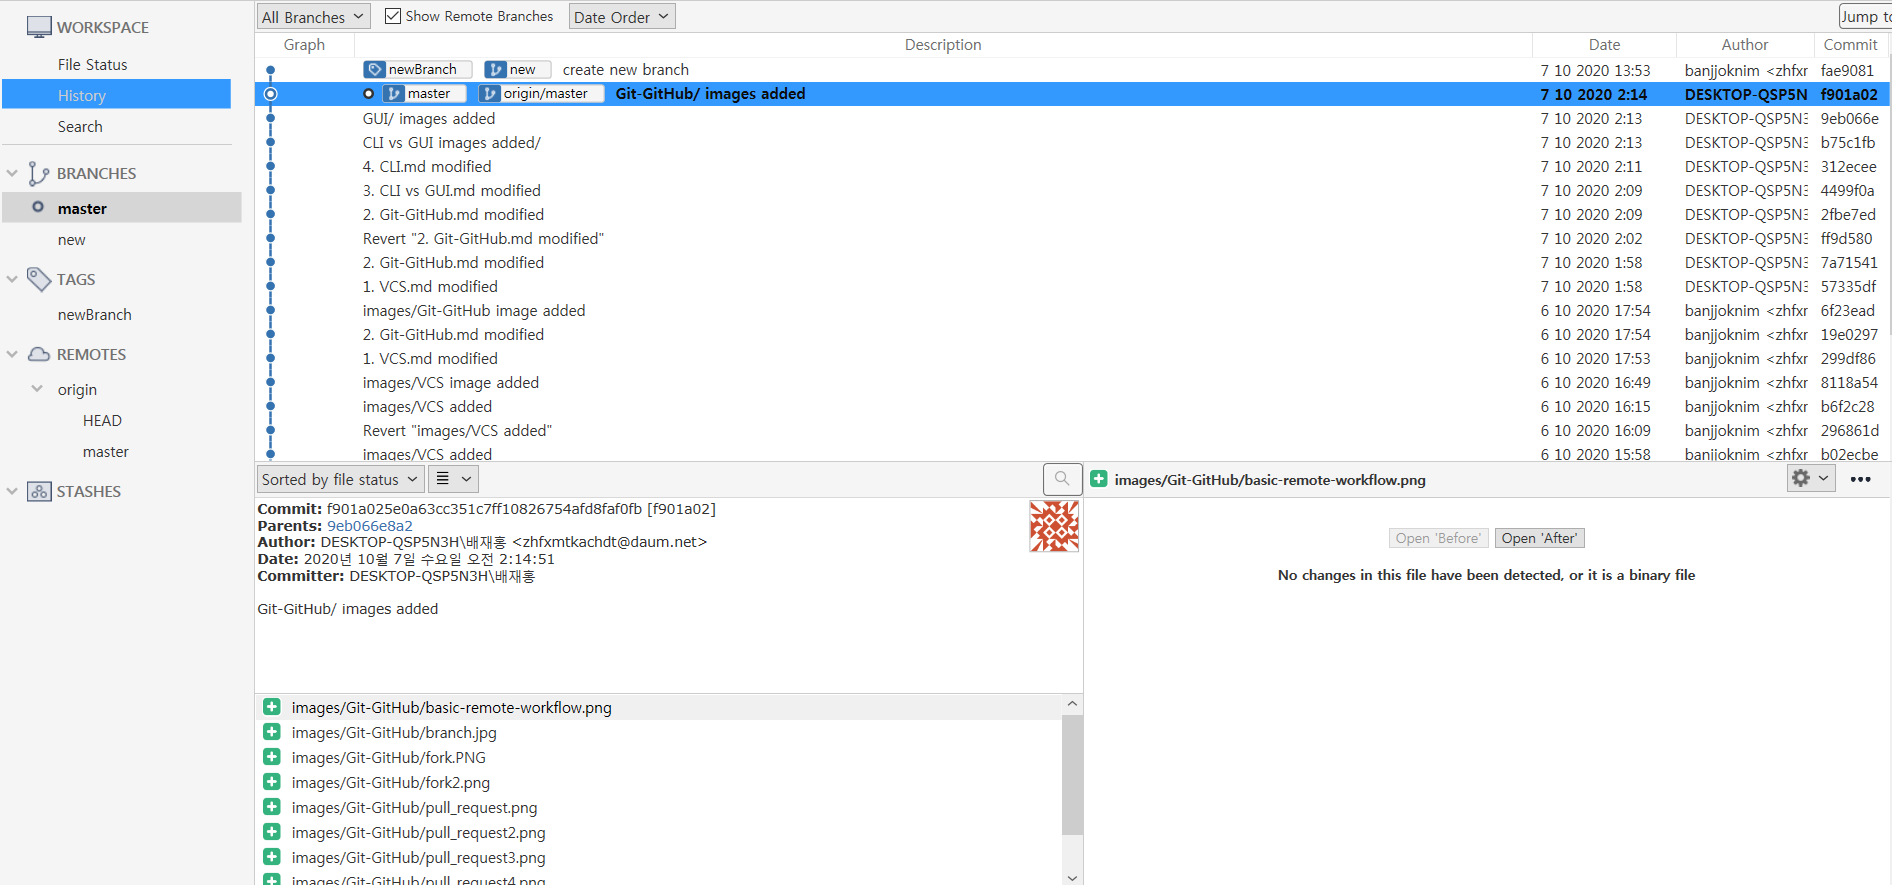 WORKSPACE
File Status
History
Search
BRANCHES
master
new
TAGS
newBranch
REMOTES
origin
HEAD
master
STASHES
All Branches Show Remote Branches Date Order Jump to
Graph Description Date Author Commit
newBranch new create new branch 7 10 2020 13:53 banjjoknim <zhfxr fae9081
master origin/master Git-GitHub/ images added 7 10 2020 2:14 DESKTOP-QSP5N f901a02
GUI/ images added 7 10 2020 2:13 DESKTOP-QSP5N3 9eb066e
CLI vs GUI images added/ 7 10 2020 2:13 DESKTOP-QSP5N3 b75c1fb
4. CLI.md modified 7 10 2020 2:11 DESKTOP-QSP5N3 312ecee
3. CLI vs GUI.md modified 7 10 2020 2:09 DESKTOP-QSP5N3 4499f0a
2. Git-GitHub.md modified 7 10 2020 2:09 DESKTOP-QSP5N3 2fbe7ed
Revert "2. Git-GitHub.md modified" 7 10 2020 2:02 DESKTOP-QSP5N3 ff9d580
2. Git-GitHub.md modified 7 10 2020 1:58 DESKTOP-QSP5N3 7a71541
1. VCS.md modified 7 10 2020 1:58 DESKTOP-QSP5N3 57335df
images/Git-GitHub image added 6 10 2020 17:54 banjjoknim <zhfxr 6f23ead
2. Git-GitHub.md modified 6 10 2020 17:54 banjjoknim <zhfxr 19e0297
1. VCS.md modified 6 10 2020 17:53 banjjoknim <zhfxr 299df86
images/VCS image added 6 10 2020 16:49 banjjoknim <zhfxr 8118a54
images/VCS added 6 10 2020 16:15 banjjoknim <zhfxr b6f2c28
Revert "images/VCS added" 6 10 2020 16:09 banjjoknim <zhfxr 296861d
images/VCS added 6 10 2020 15:58 banjjoknim <zhfxr b02ecbe
Sorted by file status
Commit: f901a025e0a63cc351c7ff10826754afd8faf0fb [f901a02]
Parents: 9eb066e8a2
Author: DESKTOP-QSP5N3H\배재홍 <zhfxmtkachdt@daum.net>
Date: 2020년 10월 7일 수요일 오전 2:14:51
Committer: DESKTOP-QSP5N3H\배재홍
Git-GitHub/ images added
images/Git-GitHub/basic-remote-workflow.png
images/Git-GitHub/branch.jpg
images/Git-GitHub/fork.PNG
images/Git-GitHub/fork2.png
images/Git-GitHub/pull_request.png
images/Git-GitHub/pull_request2.png
images/Git-GitHub/pull_request3.png
images/Git-GitHub/pull_request4.png
images/Git-GitHub/basic-remote-workflow.png
Open 'Before' Open 'After'
No changes in this file have been detected, or it is a binary file